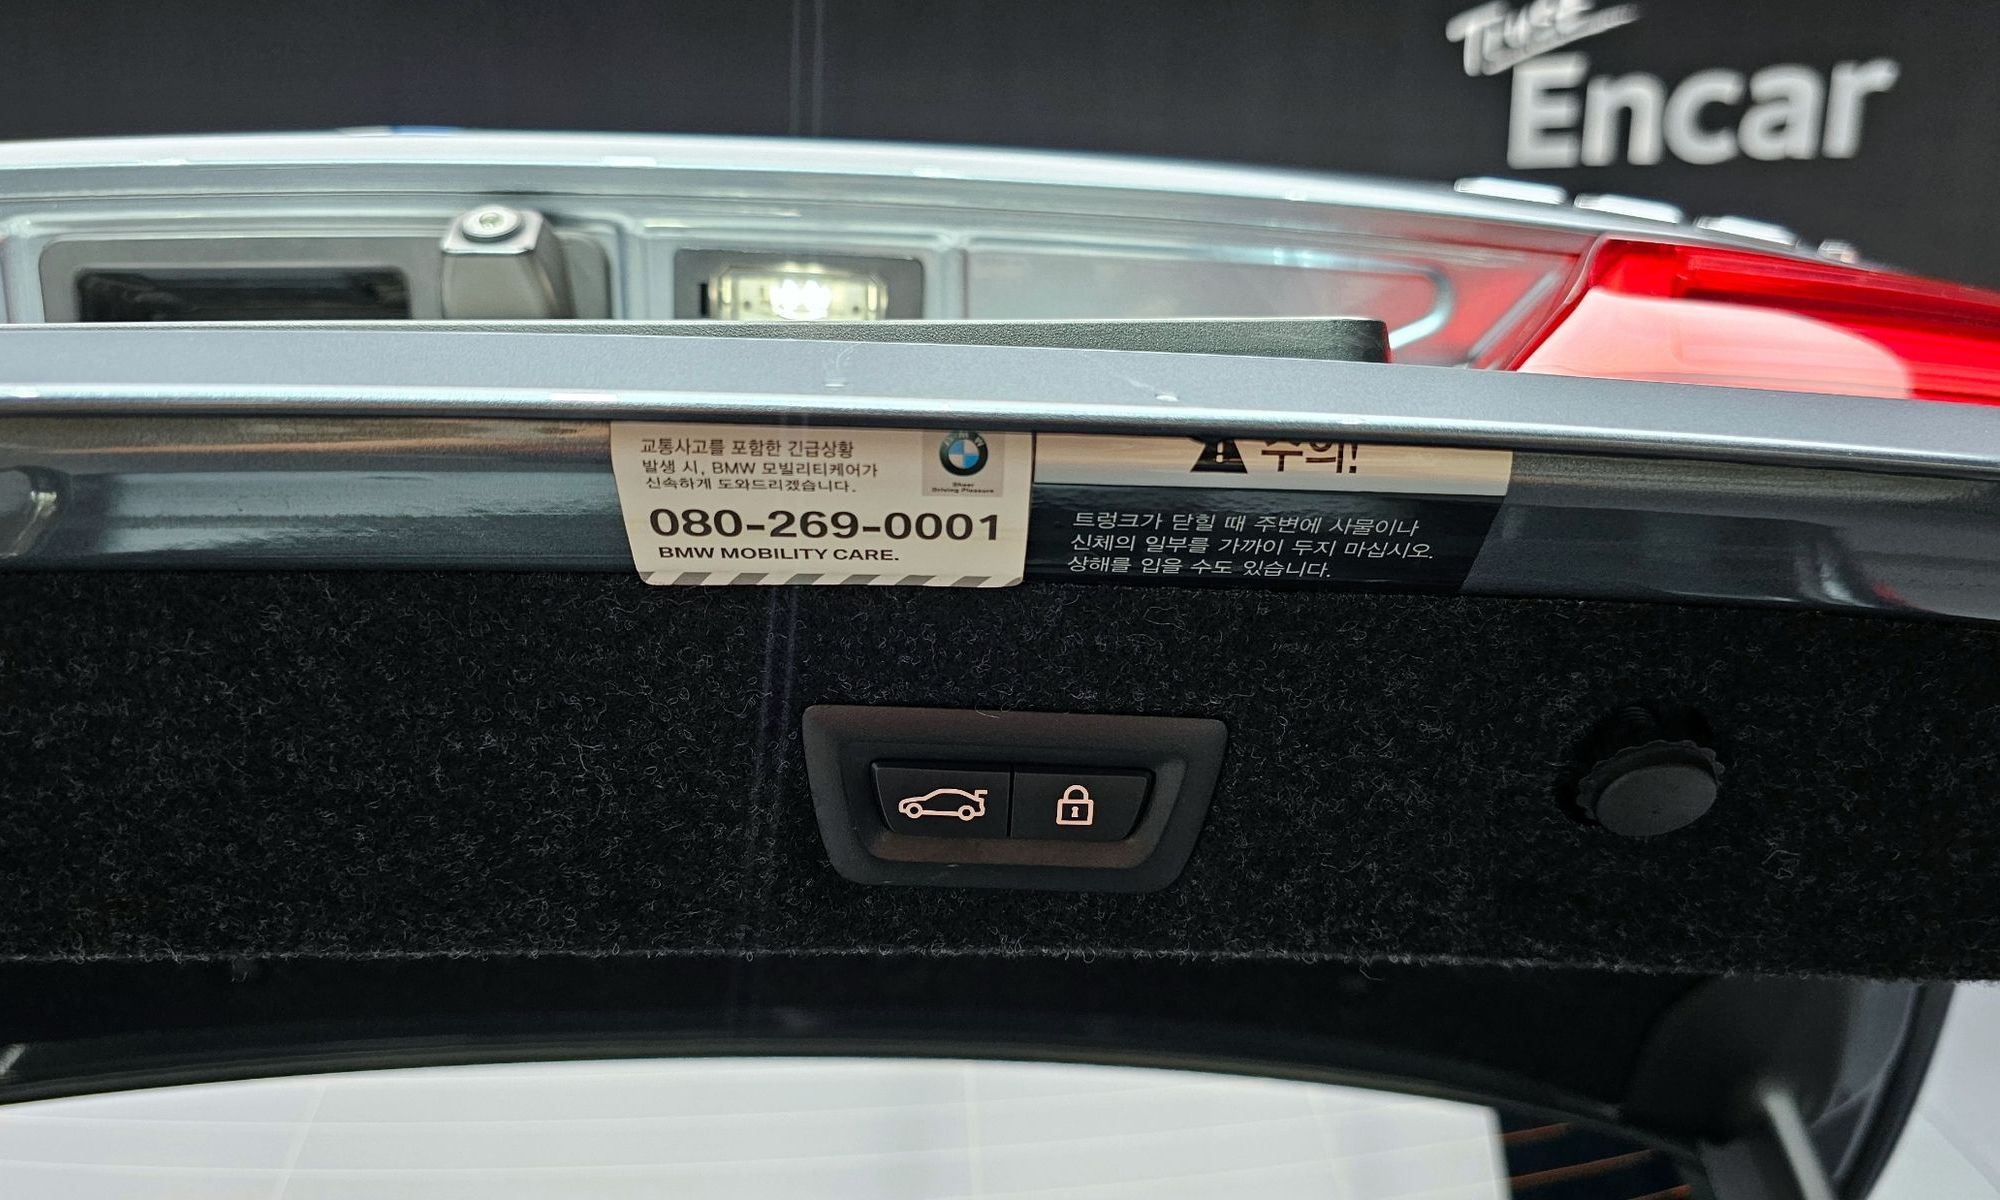 Encar
교통사고를 포함한 긴급상황
발생 시, BMW 모빌리티케어가
신속하게 도와드리겠습니다.
BMW
Sheer
Driving Pleasure
080-269-0001
BMW MOBILITY CARE.
주의!
트렁크가 닫힐 때 주변에 사물이나
신체의 일부를 가까이 두지 마십시오.
상해를 입을 수도 있습니다.